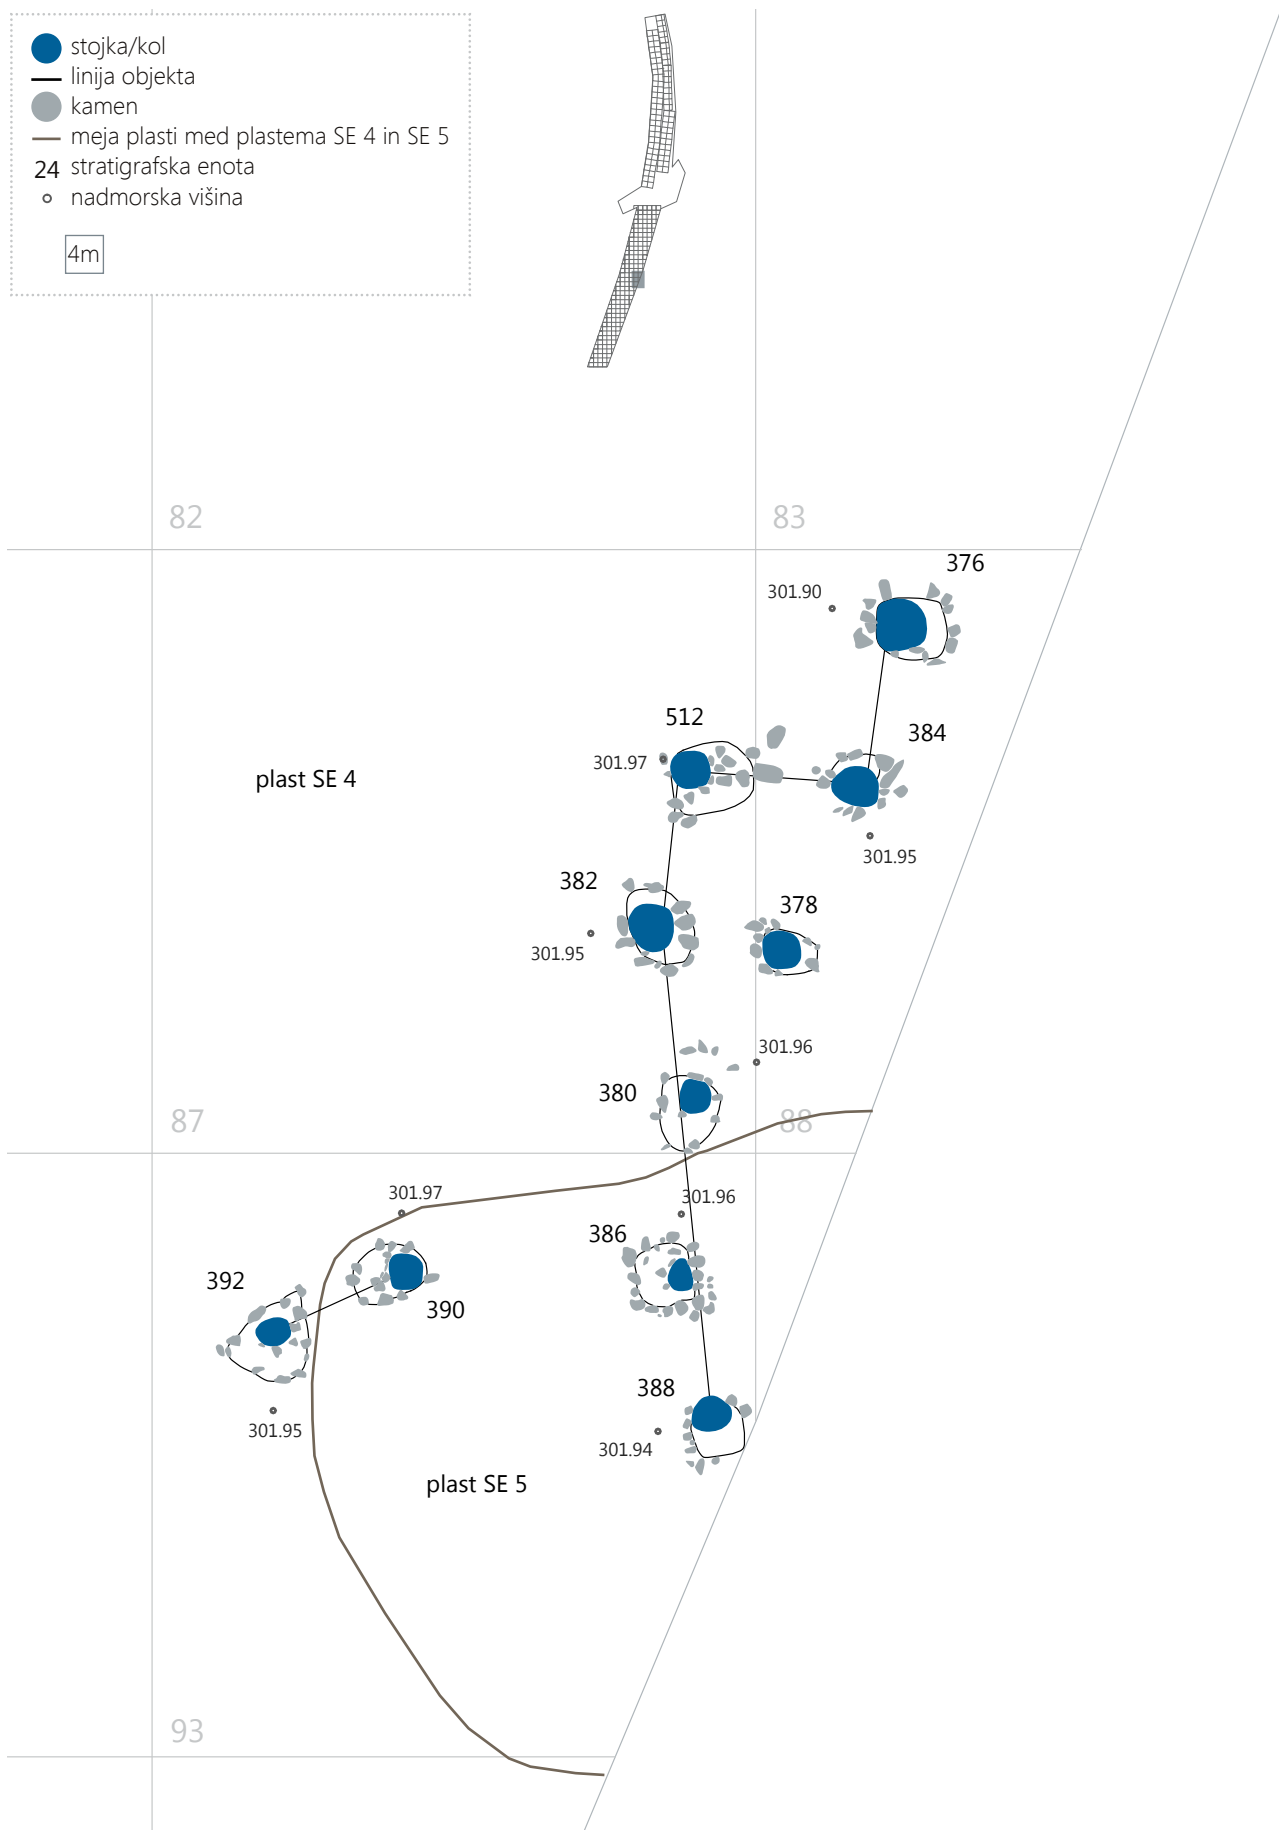 stojka/kol
linija objekta
kamen
meja plasti med plastema SE 4 in SE 5
24 stratigrafska enota
nadmorska višina
4m
82
83
376
301.90
512
384
301.97
plast SE 4
301.95
382
378
301.95
301.96
380
87
88
301.97
301.96
386
392
390
388
301.95
301.94
plast SE 5
93